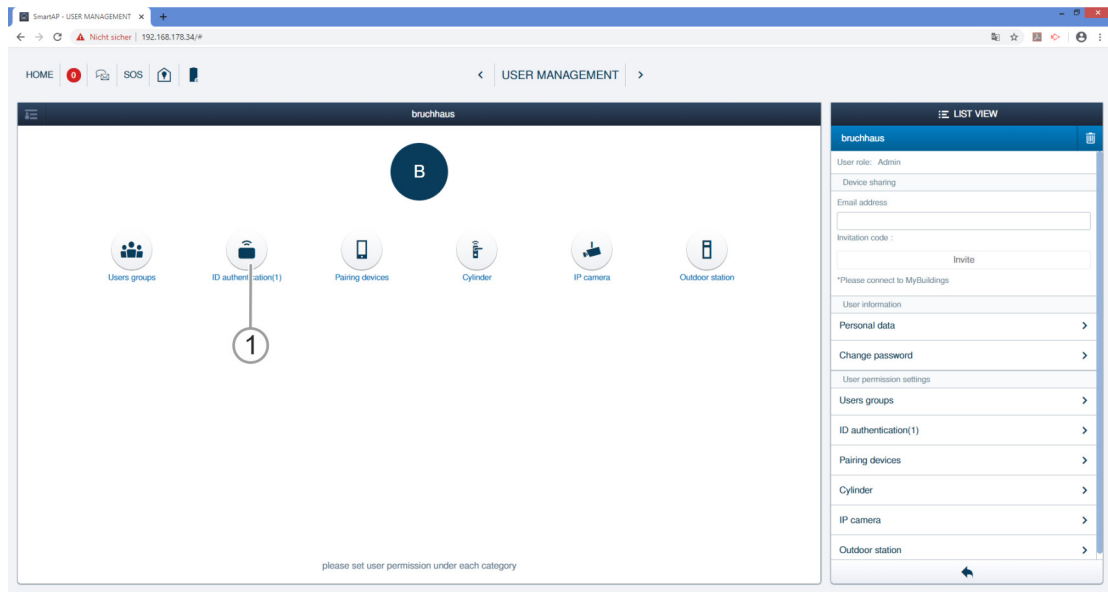 SmartAP - USER MANAGEMENT
Nicht sicher | 192.168.178.34/#
HOME 0 SOS < USER MANAGEMENT >
bruchhaus
B
Users groups
ID authentication(1)
Pairing devices
Cylinder
IP camera
Outdoor station
1
please set user permission under each category
LIST VIEW
bruchhaus
User role: Admin
Device sharing
Email address
Invitation code :
Invite
*Please connect to MyBuildings
User information
Personal data
Change password
User permission settings
Users groups
ID authentication(1)
Pairing devices
Cylinder
IP camera
Outdoor station